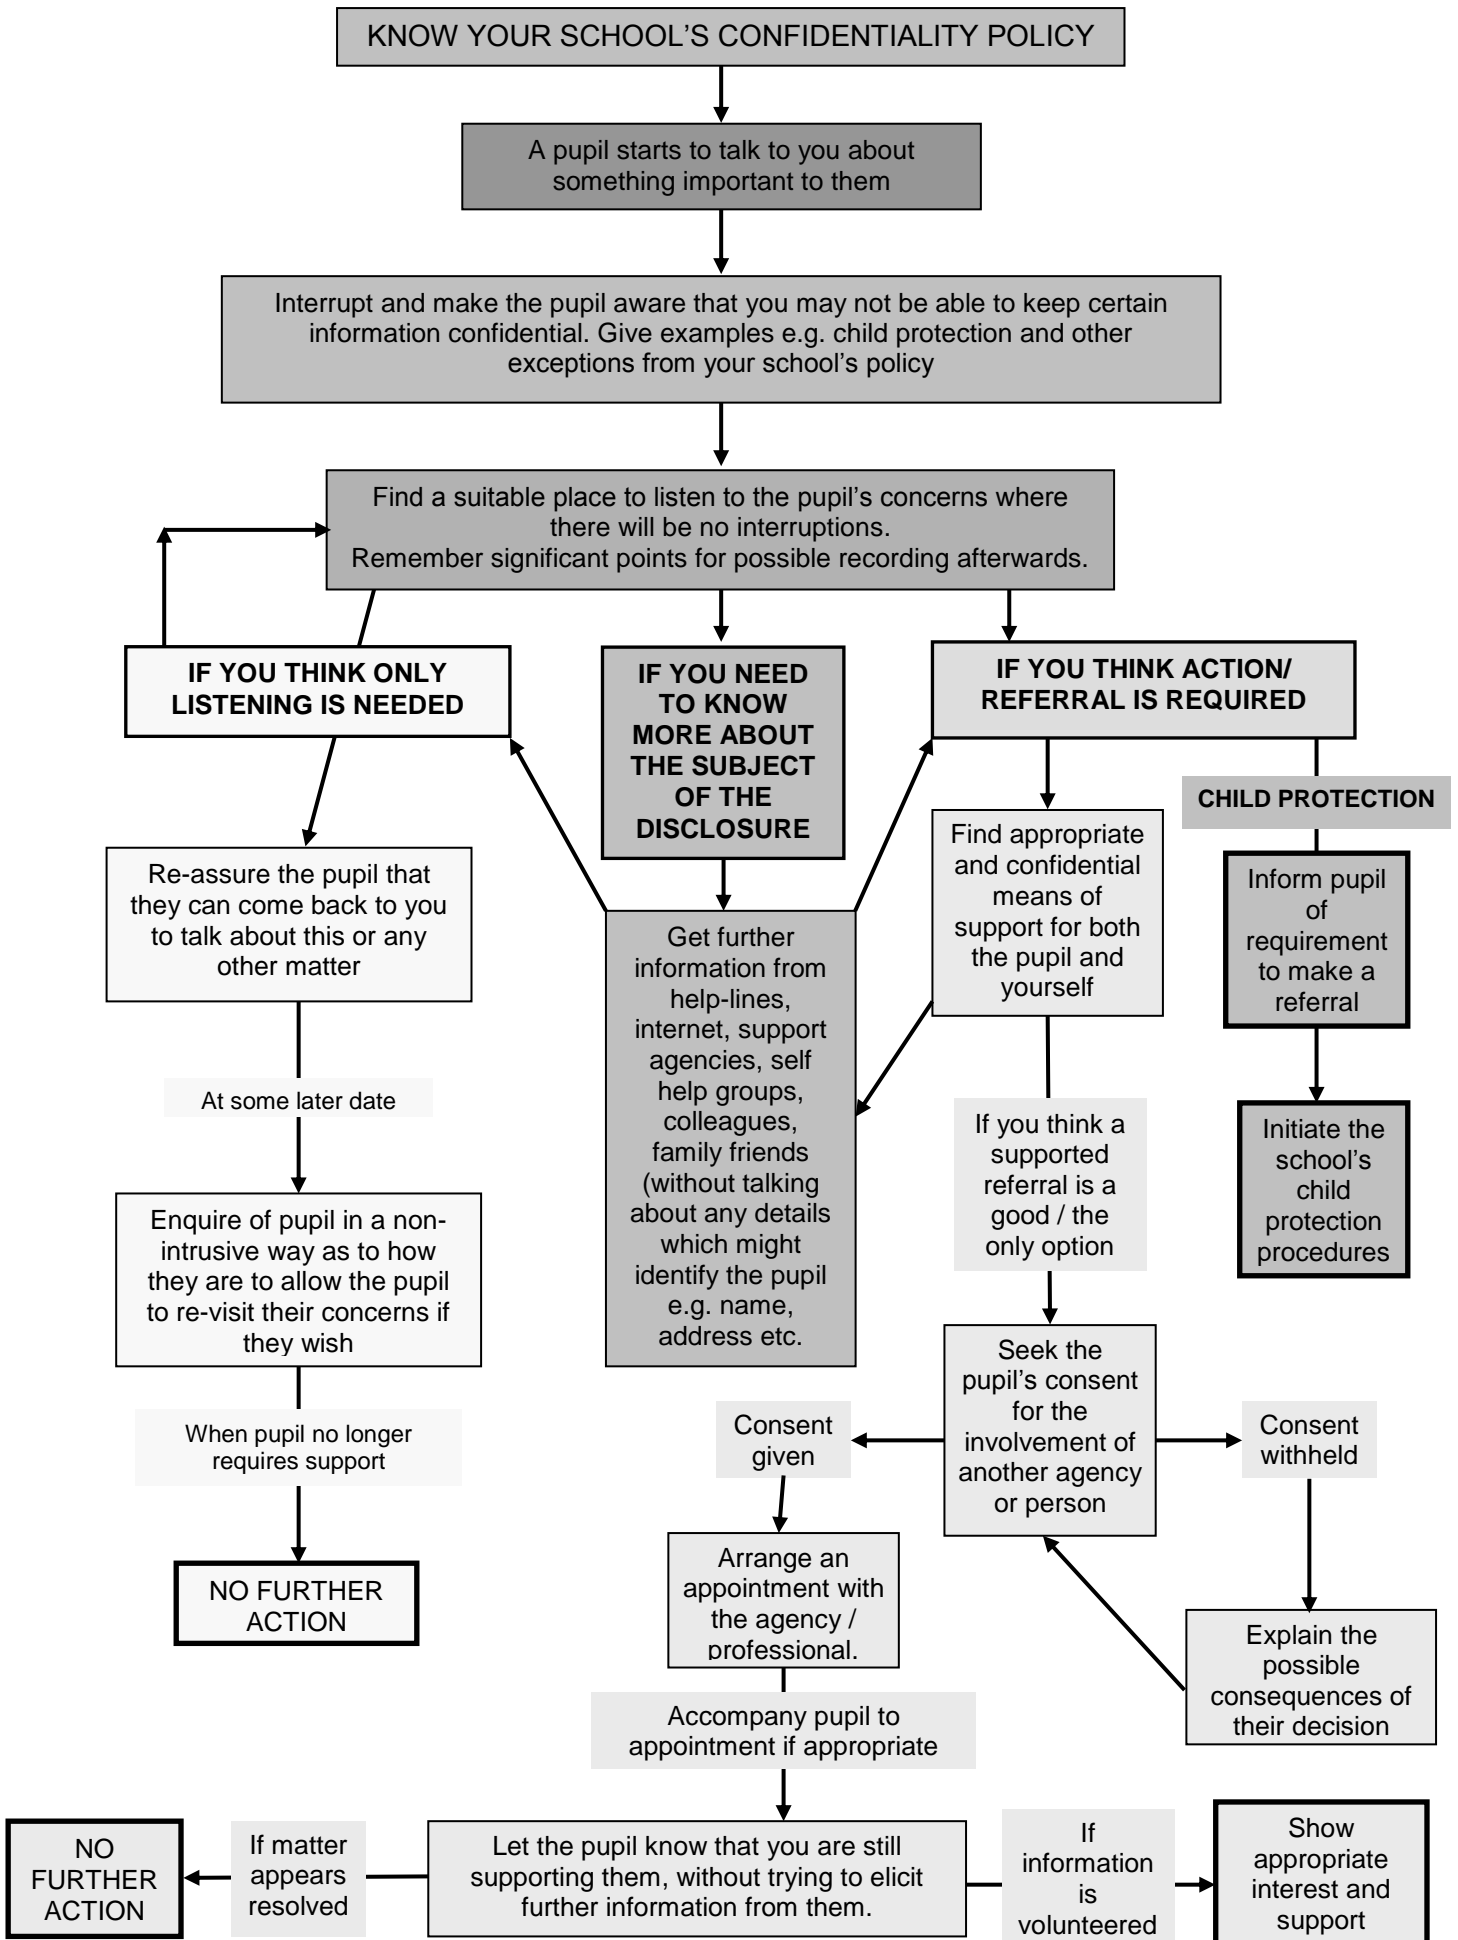 KNOW YOUR SCHOOL’S CONFIDENTIALITY POLICY
A pupil starts to talk to you about
something important to them
Interrupt and make the pupil aware that you may not be able to keep certain
information confidential. Give examples e.g. child protection and other
exceptions from your school’s policy
Find a suitable place to listen to the pupil’s concerns where
there will be no interruptions.
Remember significant points for possible recording afterwards.
IF YOU THINK ONLY
LISTENING IS NEEDED
IF YOU NEED
TO KNOW
MORE ABOUT
THE SUBJECT
OF THE
DISCLOSURE
IF YOU THINK ACTION/
REFERRAL IS REQUIRED
CHILD PROTECTION
Re-assure the pupil that
they can come back to you
to talk about this or any
other matter
Get further
information from
help-lines,
internet, support
agencies, self
help groups,
colleagues,
family friends
(without talking
about any details
which might
identify the pupil
e.g. name,
address etc.
Find appropriate
and confidential
means of
support for both
the pupil and
yourself
Inform pupil
of
requirement
to make a
referral
At some later date
If you think a
supported
referral is a
good / the
only option
Initiate the
school’s
child
protection
procedures
Enquire of pupil in a non-
intrusive way as to how
they are to allow the pupil
to re-visit their concerns if
they wish
When pupil no longer
requires support
NO FURTHER
ACTION
Seek the
pupil’s consent
for the
involvement of
another agency
or person
Consent
given
Consent
withheld
Arrange an
appointment with
the agency /
professional.
Explain the
possible
consequences of
their decision
Accompany pupil to
appointment if appropriate
NO
FURTHER
ACTION
If matter
appears
resolved
Let the pupil know that you are still
supporting them, without trying to elicit
further information from them.
If
information
is
volunteered
Show
appropriate
interest and
support